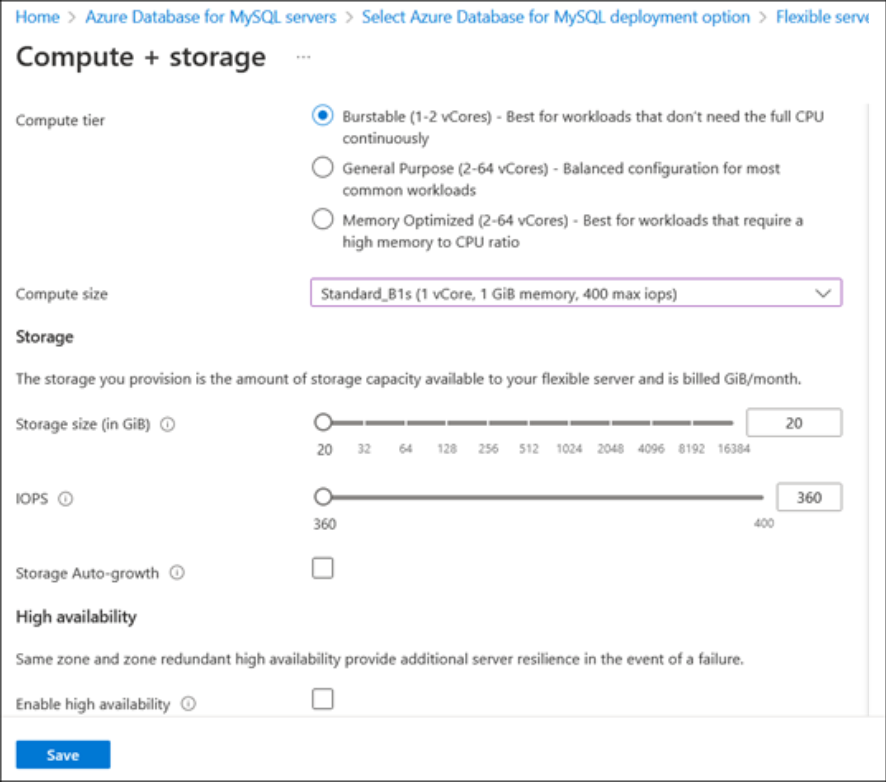 Home > Azure Database for MySQL servers > Select Azure Database for MySQL deployment option > Flexible serve
Compute + storage ...
Compute tier
Burstable (1-2 vCores) - Best for workloads that don't need the full CPU
continuously
General Purpose (2-64 vCores) - Balanced configuration for most
common workloads
Memory Optimized (2-64 vCores) - Best for workloads that require a
high memory to CPU ratio
Compute size
Standard_B1s (1 vCore, 1 GiB memory, 400 max iops)
Storage
The storage you provision is the amount of storage capacity available to your flexible server and is billed GiB/month.
Storage size (in GiB)
20
20 32 64 128 256 512 1024 2048 4096 8192 16384
IOPS
360
360 400
Storage Auto-growth
High availability
Same zone and zone redundant high availability provide additional server resilience in the event of a failure.
Enable high availability
Save